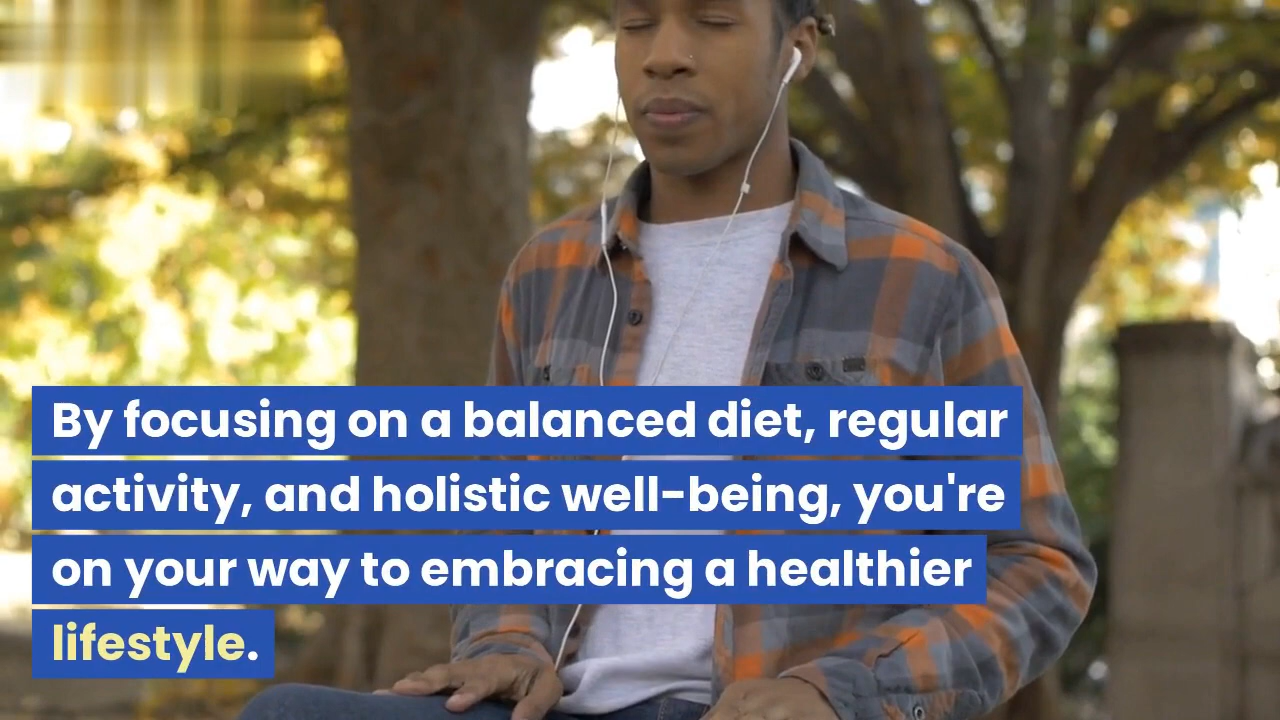 By focusing on a balanced diet, regular
activity, and holistic well-being, you're
on your way to embracing a healthier
lifestyle.